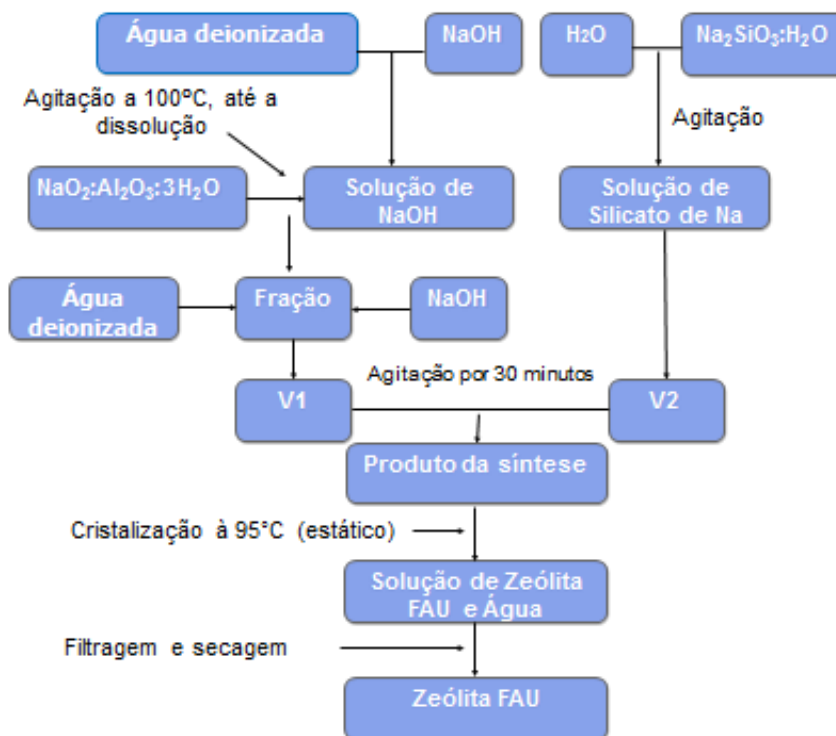 Água deionizada
NaOH
H₂O
Na₂SiO₃:H₂O
Agitação a 100ºC, até a
dissolução
Agitação
NaO₂:Al₂O₃:3H₂O
Solução de
NaOH
Solução de
Silicato de Na
Água
deionizada
Fração
NaOH
Agitação por 30 minutos
V1
V2
Produto da síntese
Cristalização à 95°C (estático)
Solução de Zeólita
FAU e Água
Filtragem e secagem
Zeólita FAU